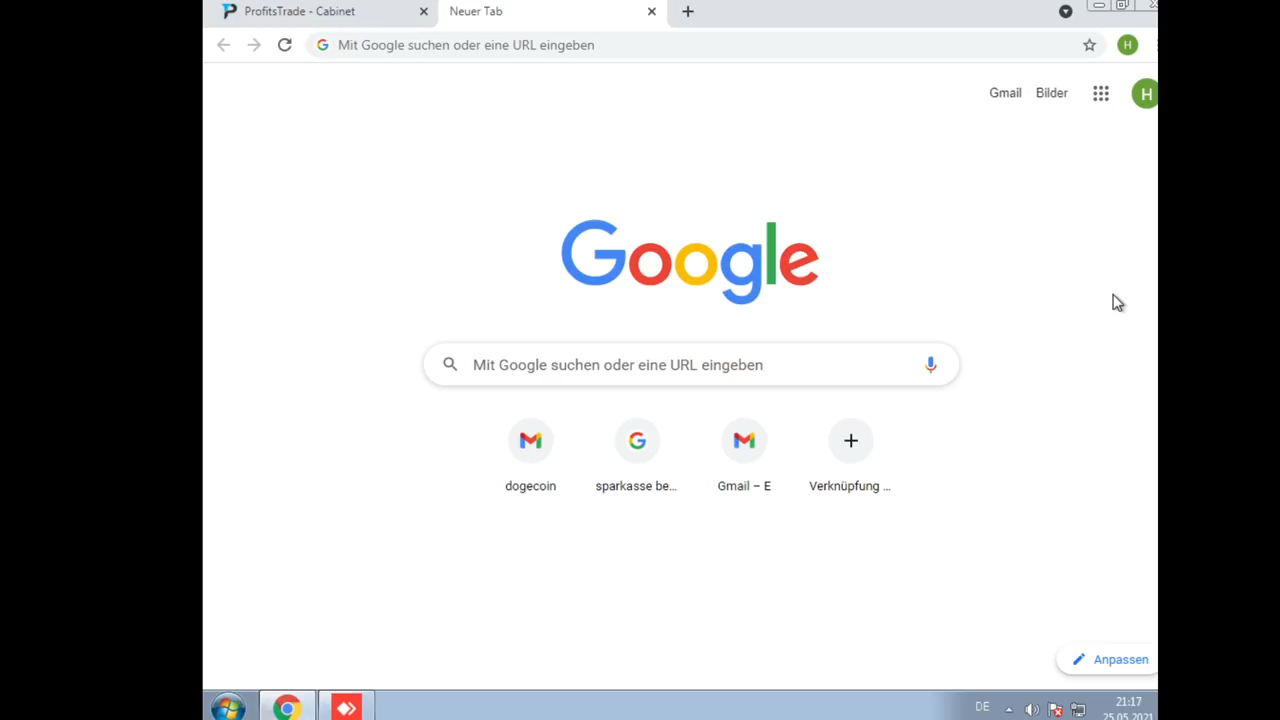 ProfitsTrade - Cabinet
Neuer Tab
Mit Google suchen oder eine URL eingeben
H
Gmail
Bilder
H
Google
Mit Google suchen oder eine URL eingeben
dogecoin
sparkasse be...
Gmail – E
Verknüpfung ...
Anpassen
DE
21:17
25.05.2021